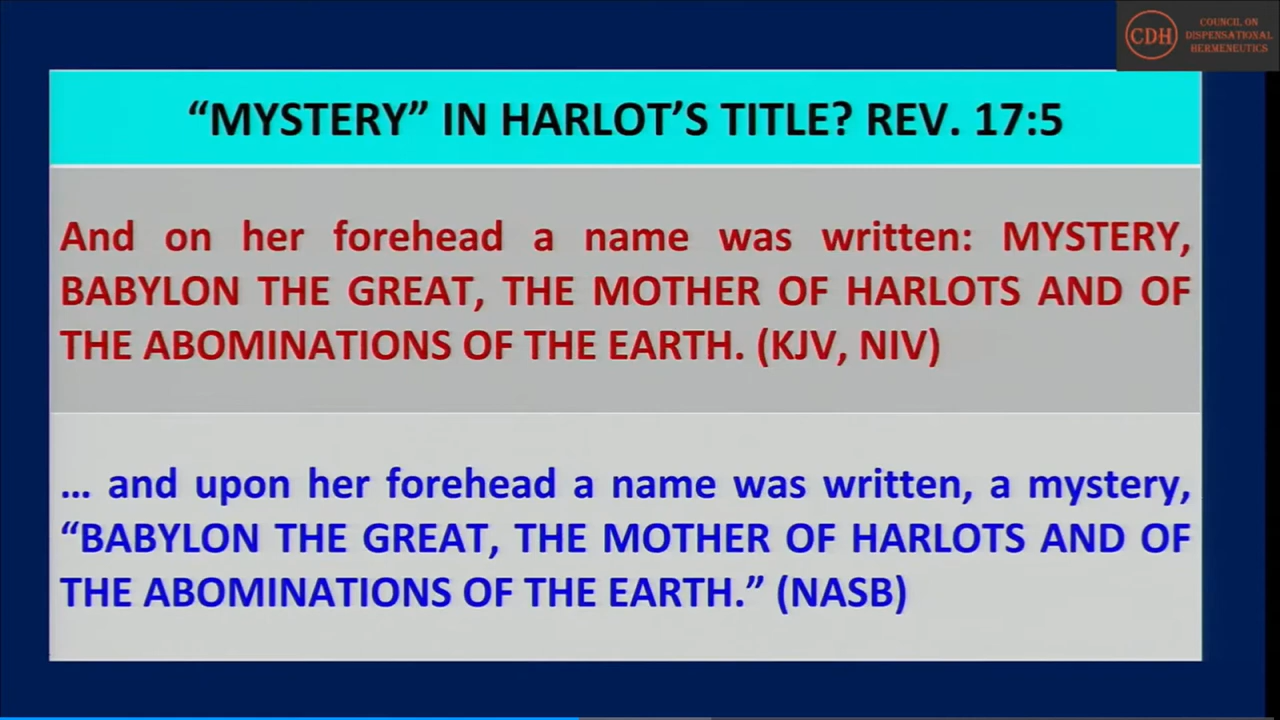 CDH
COUNCIL ON
DISPENSATIONAL
HERMENEUTICS
“MYSTERY” IN HARLOT’S TITLE? REV. 17:5
And on her forehead a name was written: MYSTERY,
BABYLON THE GREAT, THE MOTHER OF HARLOTS AND OF
THE ABOMINATIONS OF THE EARTH. (KJV, NIV)
... and upon her forehead a name was written, a mystery,
“BABYLON THE GREAT, THE MOTHER OF HARLOTS AND OF
THE ABOMINATIONS OF THE EARTH.” (NASB)